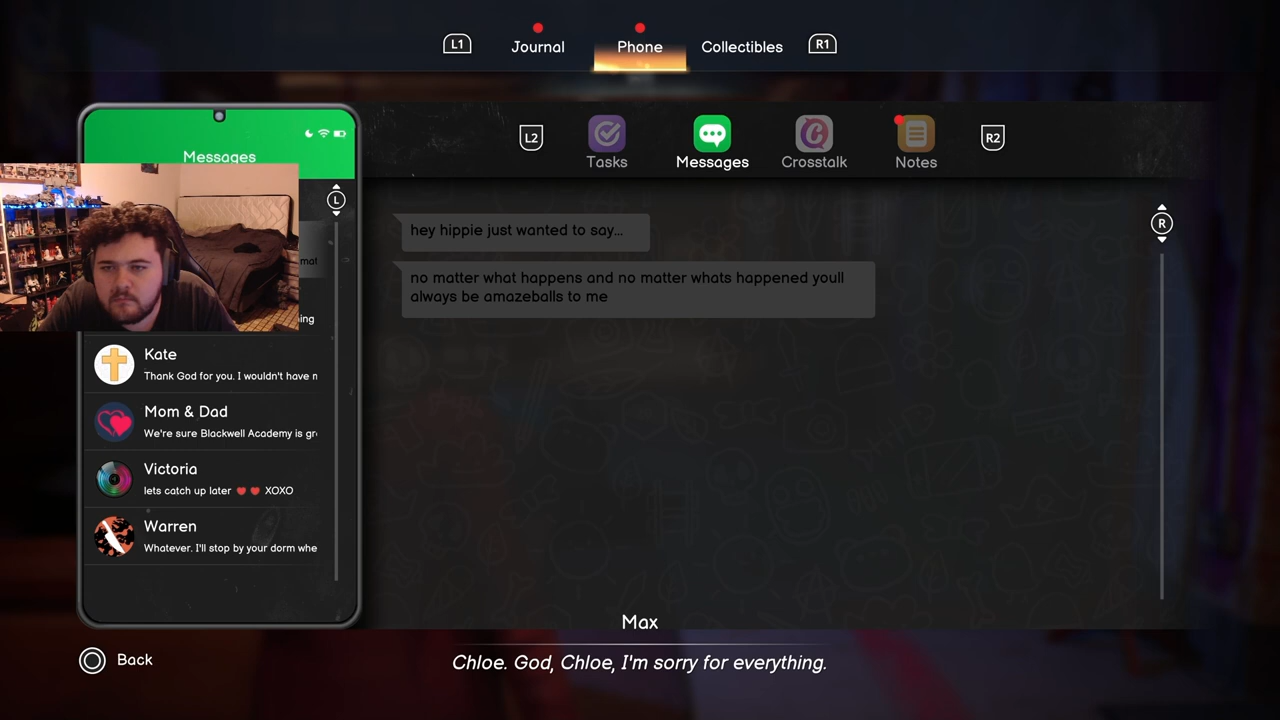 L1
Journal
Phone
Collectibles
R1
Messages
L2
Tasks
Messages
Crosstalk
Notes
R2
L
R
hey hippie just wanted to say...
no matter what happens and no matter whats happened youll
always be amazeballs to me
Kate
Thank God for you. I wouldn't have
Mom & Dad
We're sure Blackwell Academy is
Victoria
lets catch up later ❤️ ❤️ XOXO
Warren
Whatever. I'll stop by your dorm
Max
Back
Chloe. God, Chloe, I'm sorry for everything.